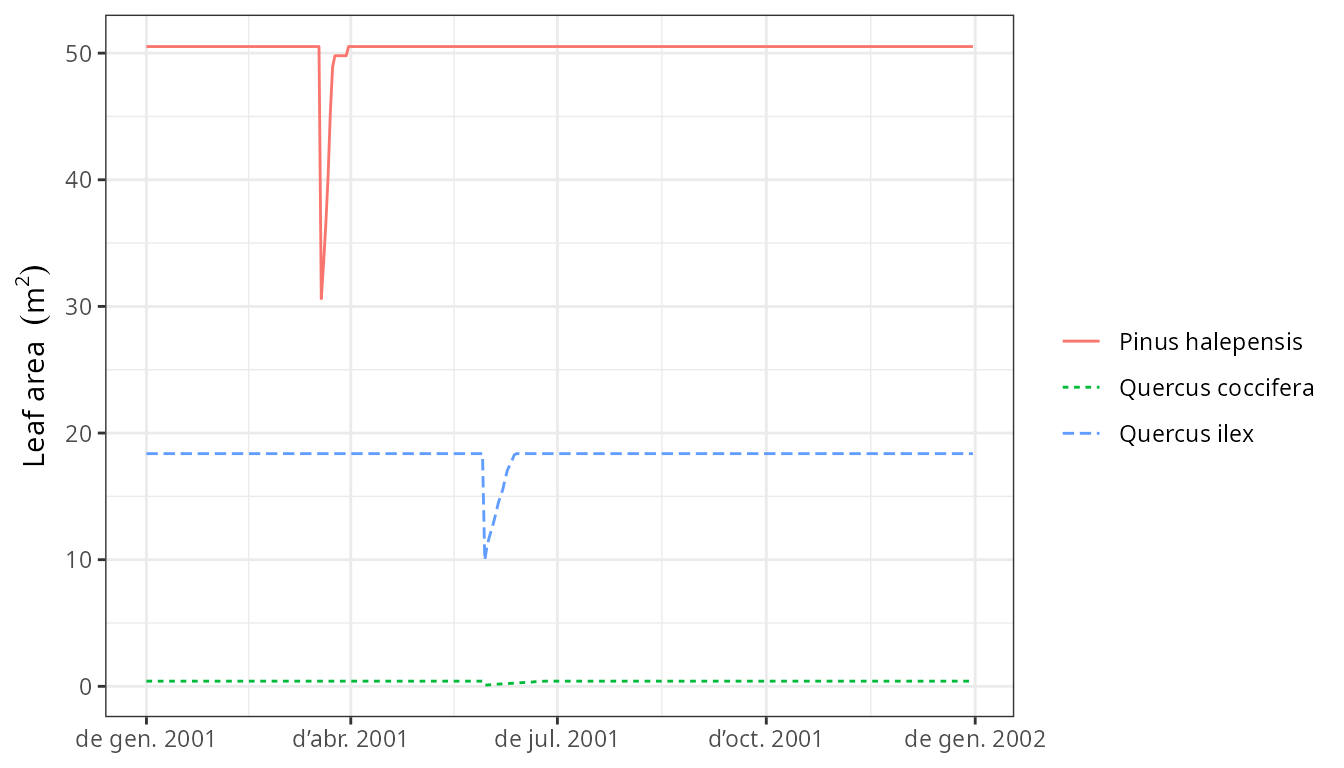 Leaf area (m²)
50
40
30
20
10
0
de gen. 2001
d’abr. 2001
de jul. 2001
d’oct. 2001
de gen. 2002
Pinus halepensis
Quercus coccifera
Quercus ilex